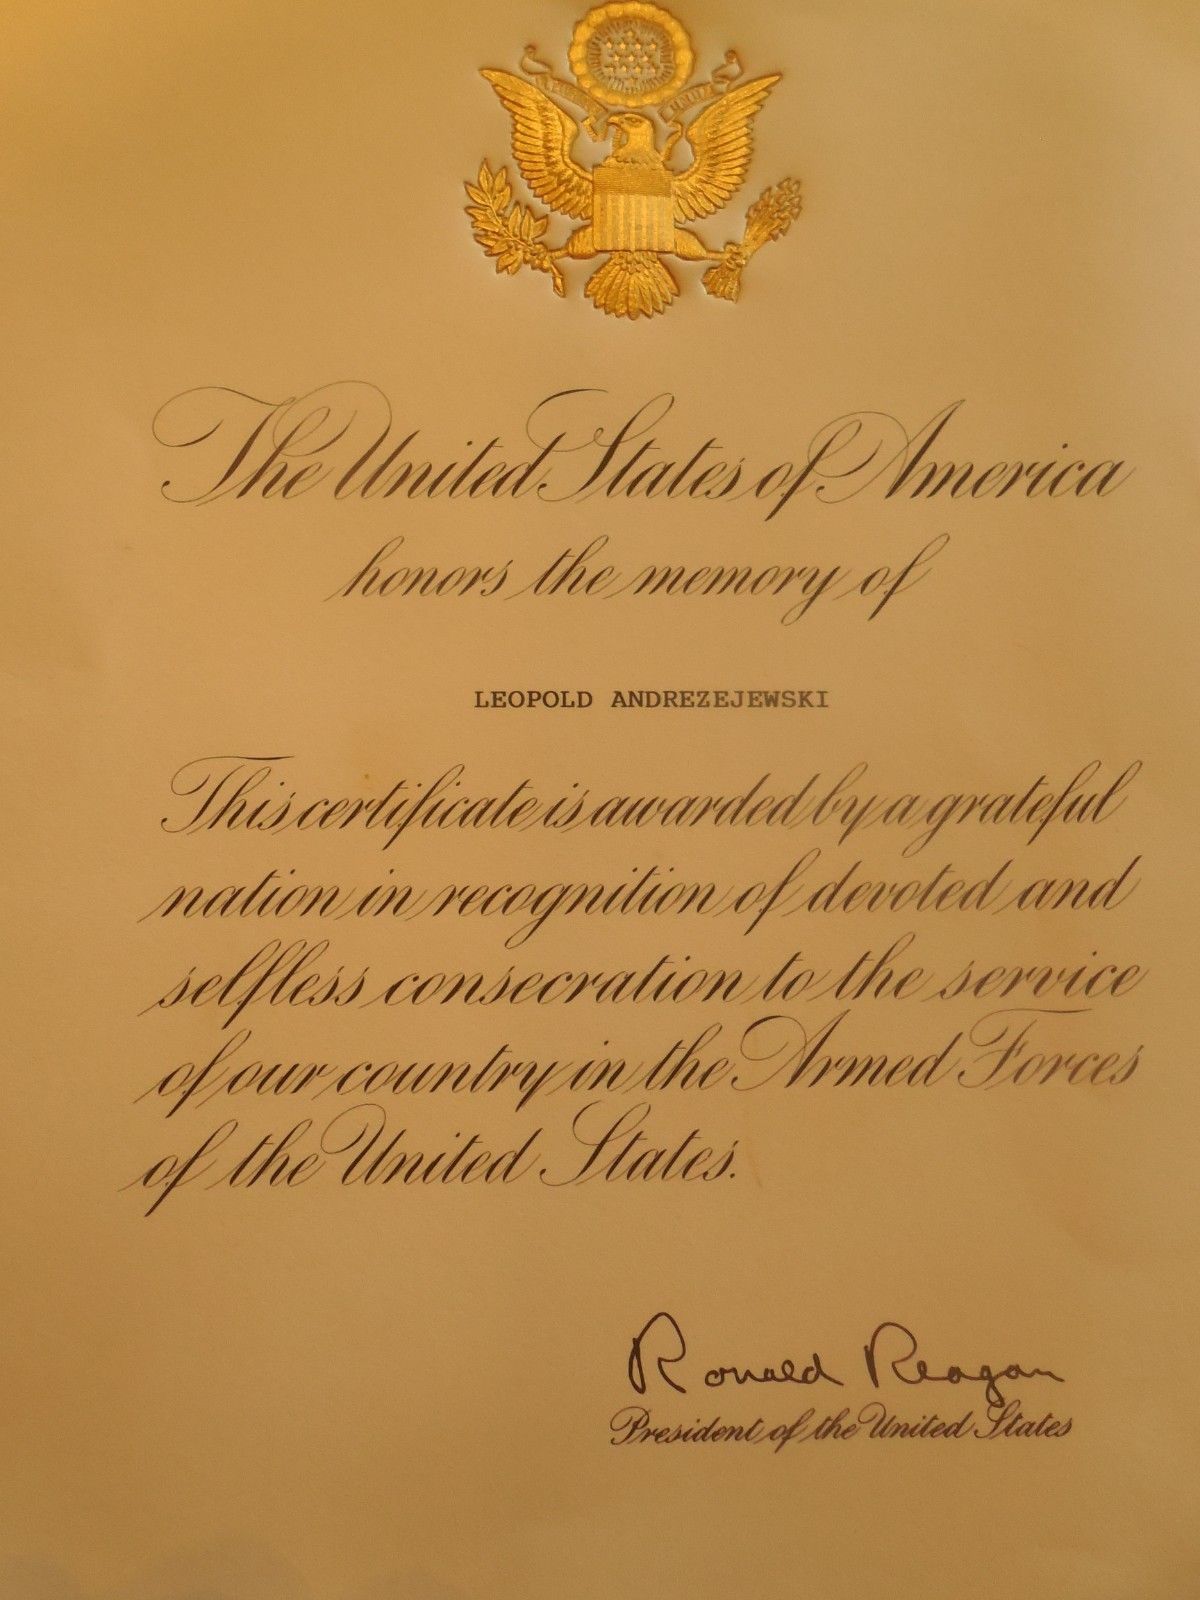 The United States of America
honors the memory of
LEOPOLD ANDREZEJEWSKI
This certificate is awarded by a grateful
nation in recognition of devoted and
selfless consecration to the service
of our country in the Armed Forces
of the United States.
Ronald Reagan
President of the United States